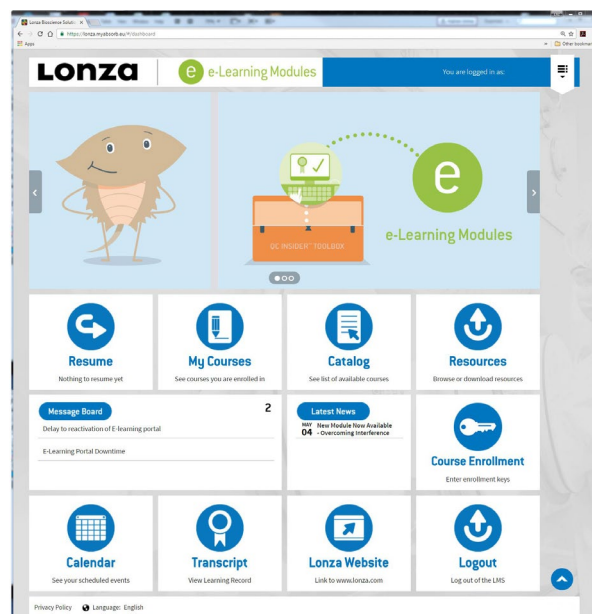 Lonza Bioscience Solutio
https://lonza.myabsorb.eu/#/dashboard
Apps
Other bookmar
Lonza
e e-Learning Modules
You are logged in as:
QC INSIDER™ TOOLBOX
e
e-Learning Modules
Resume
Nothing to resume yet
My Courses
See courses you are enrolled in
Catalog
See list of available courses
Resources
Browse or download resources
Message Board 2
Delay to reactivation of E-learning portal
E-Learning Portal Downtime
Latest News
MAY 04 New Module Now Available
- Overcoming Interference
Course Enrollment
Enter enrollment keys
Calendar
See your scheduled events
Transcript
View Learning Record
Lonza Website
Link to www.lonza.com
Logout
Log out of the LMS
Privacy Policy Language: English